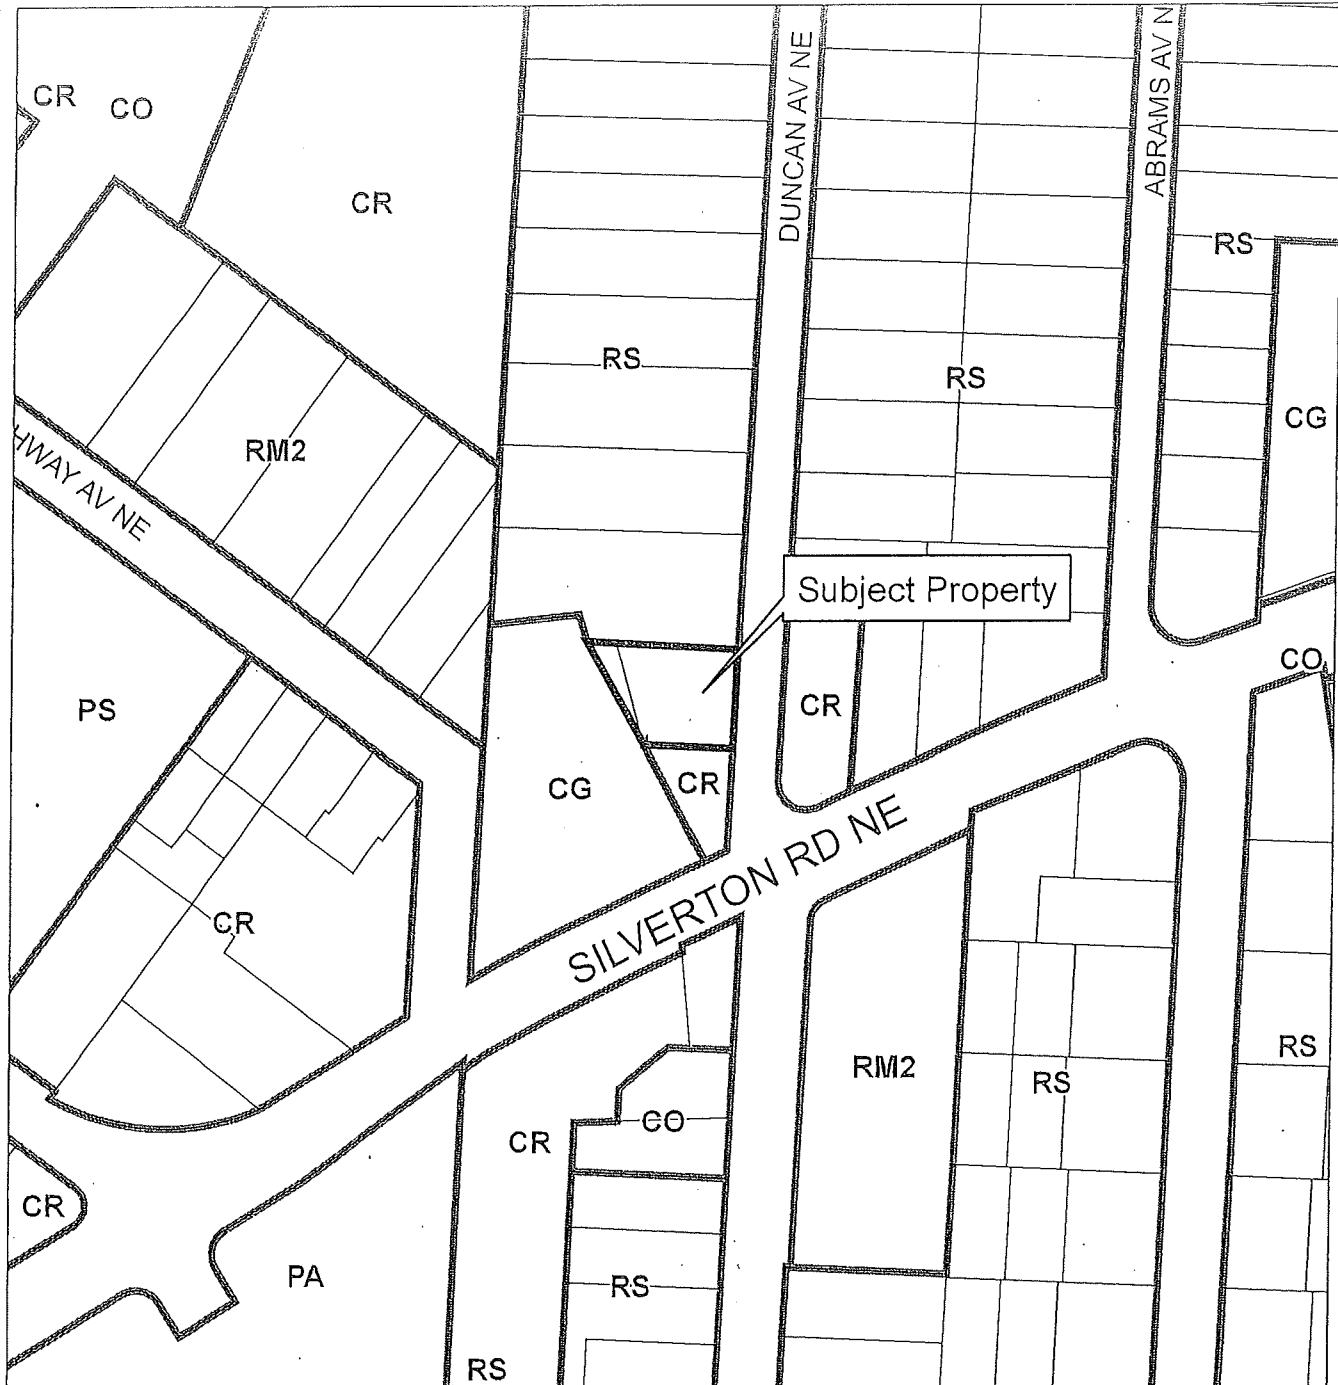 CR
CO
CR
DUNCAN AV NE
ABRAMS AV N
RS
RS
RS
CG
RM2
HWAY AV NE
Subject Property
PS
CO
CR
CG
CR
SILVERTON RD NE
CR
RM2
RS
RS
CR
CO
CR
PA
RS
RS